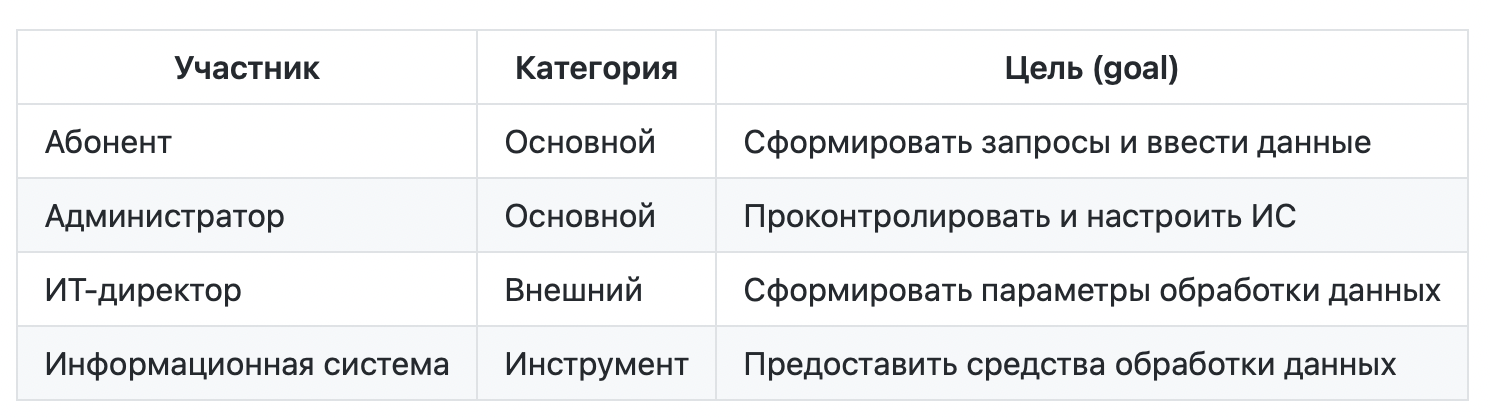 Участник Категория Цель (goal)
Абонент Основной Сформировать запросы и ввести данные
Администратор Основной Проконтролировать и настроить ИС
ИТ-директор Внешний Сформировать параметры обработки данных
Информационная система Инструмент Предоставить средства обработки данных